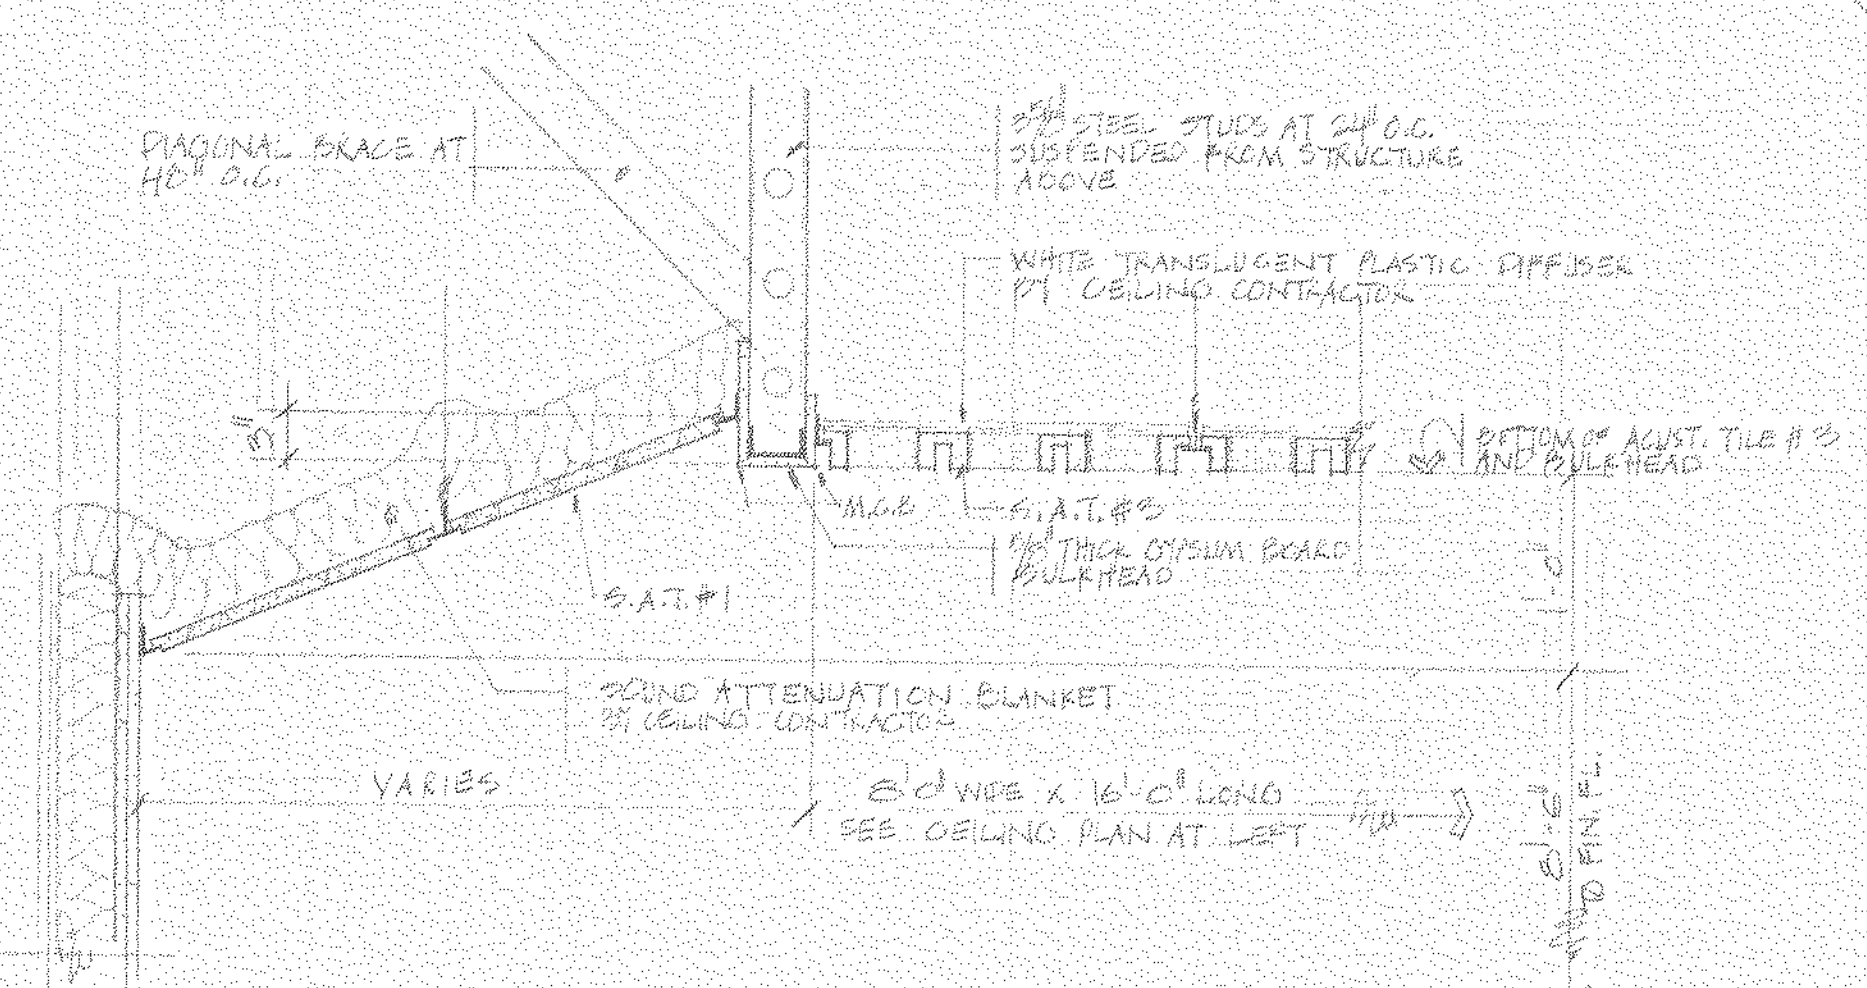 DIAGONAL BRACE AT
48" O.C.
3 5/8" STEEL STUDS AT 24" O.C.
SUSPENDED FROM STRUCTURE
ABOVE
WHITE TRANSLUCENT PLASTIC DIFFUSER
BY CEILING CONTRACTOR
3"
BOTTOM OF ACUST. TILE # 3
AND BULKHEAD
M.C.B
S.A.T. #3
5/8" THICK GYPSUM BOARD
BULKHEAD
S.A.T. #1
SOUND ATTENUATION BLANKET
BY CEILING CONTRACTOR
VARIES
8'-0" WIDE X 16'-0" LONG
SEE CEILING PLAN AT LEFT